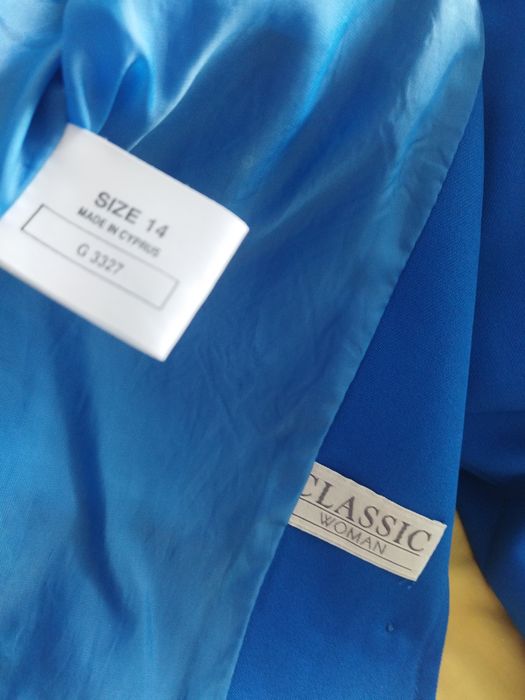 SIZE 14
MADE IN CYPRUS
G 3327
CLASSIC
WOMAN